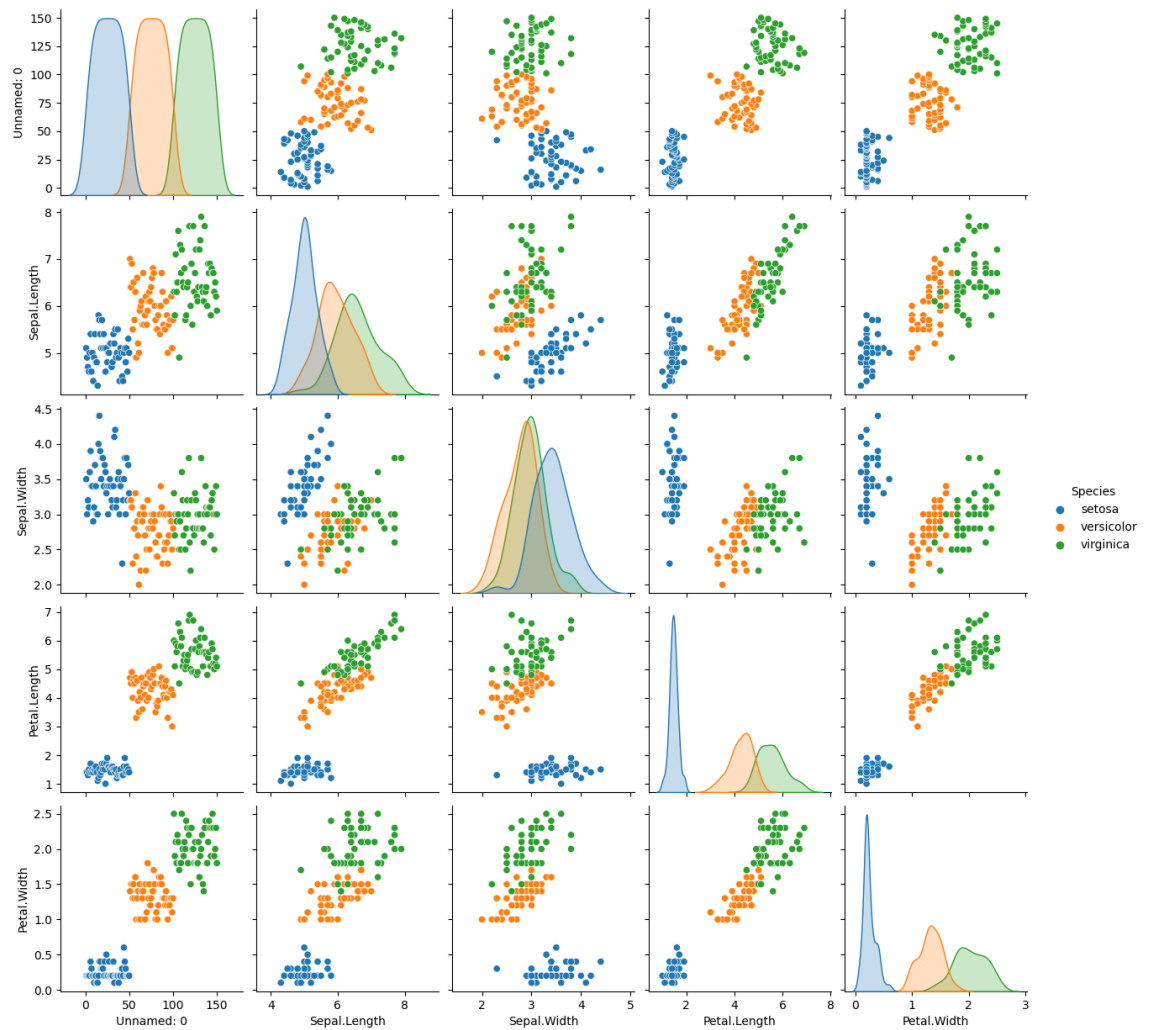 150
125
100
75
50
25
0
Unnamed: 0
8
7
6
5
Sepal.Length
4.5
4.0
3.5
3.0
2.5
2.0
Sepal.Width
Species
setosa
versicolor
virginica
7
6
5
4
3
2
1
Petal.Length
2.5
2.0
1.5
1.0
0.5
0.0
Petal.Width
0 50 100 150
4 6 8
2 3 4 5
2 4 6 8
0 1 2 3
Unnamed: 0
Sepal.Length
Sepal.Width
Petal.Length
Petal.Width